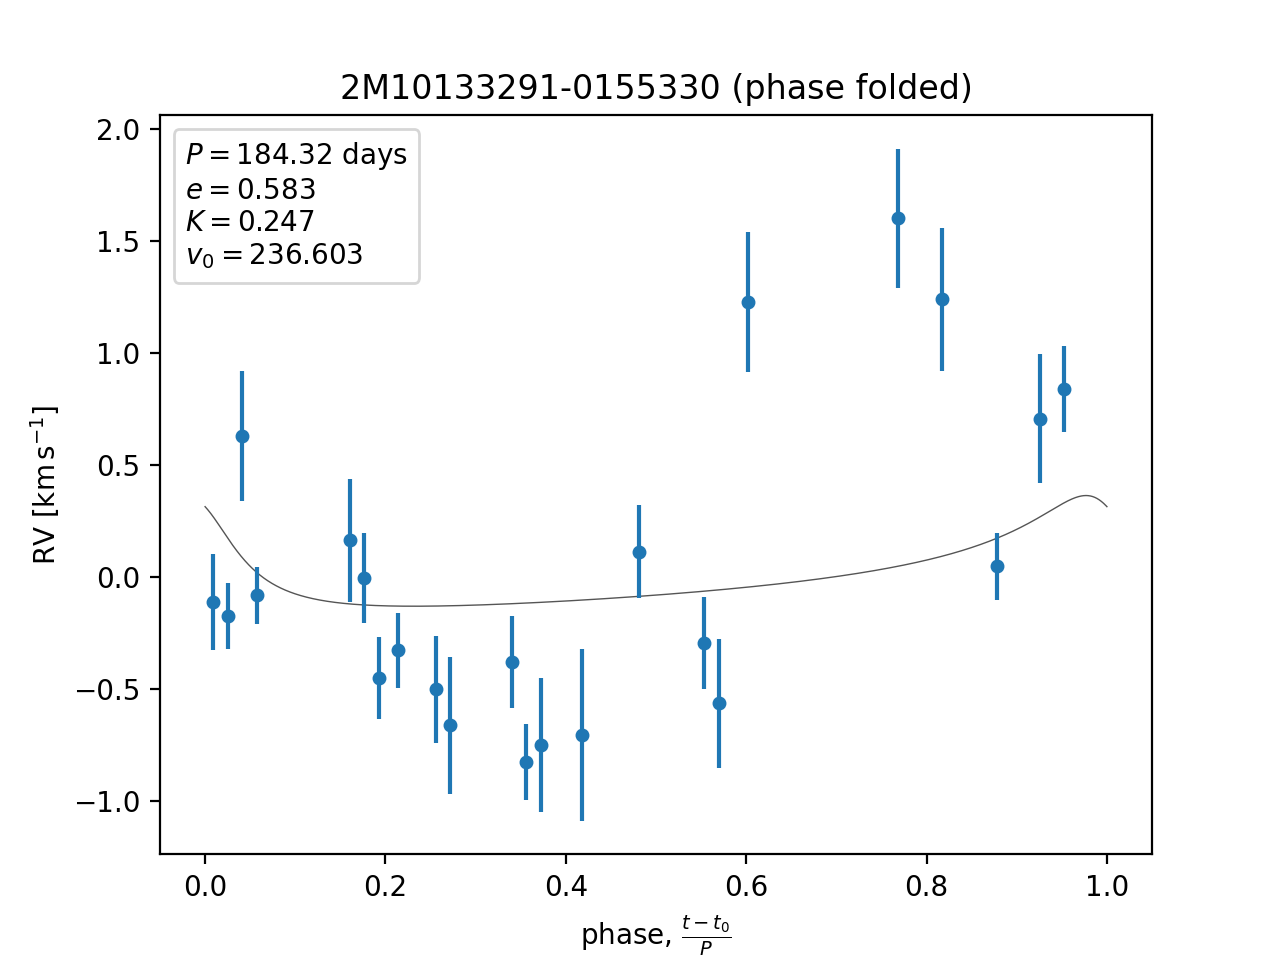 2M10133291-0155330 (phase folded)
P = 184.32 days
e = 0.583
K = 0.247
v₀ = 236.603
2.0
1.5
1.0
0.5
0.0
−0.5
−1.0
RV [km s⁻¹]
0.0 0.2 0.4 0.6 0.8 1.0
phase, (t − t₀)/P